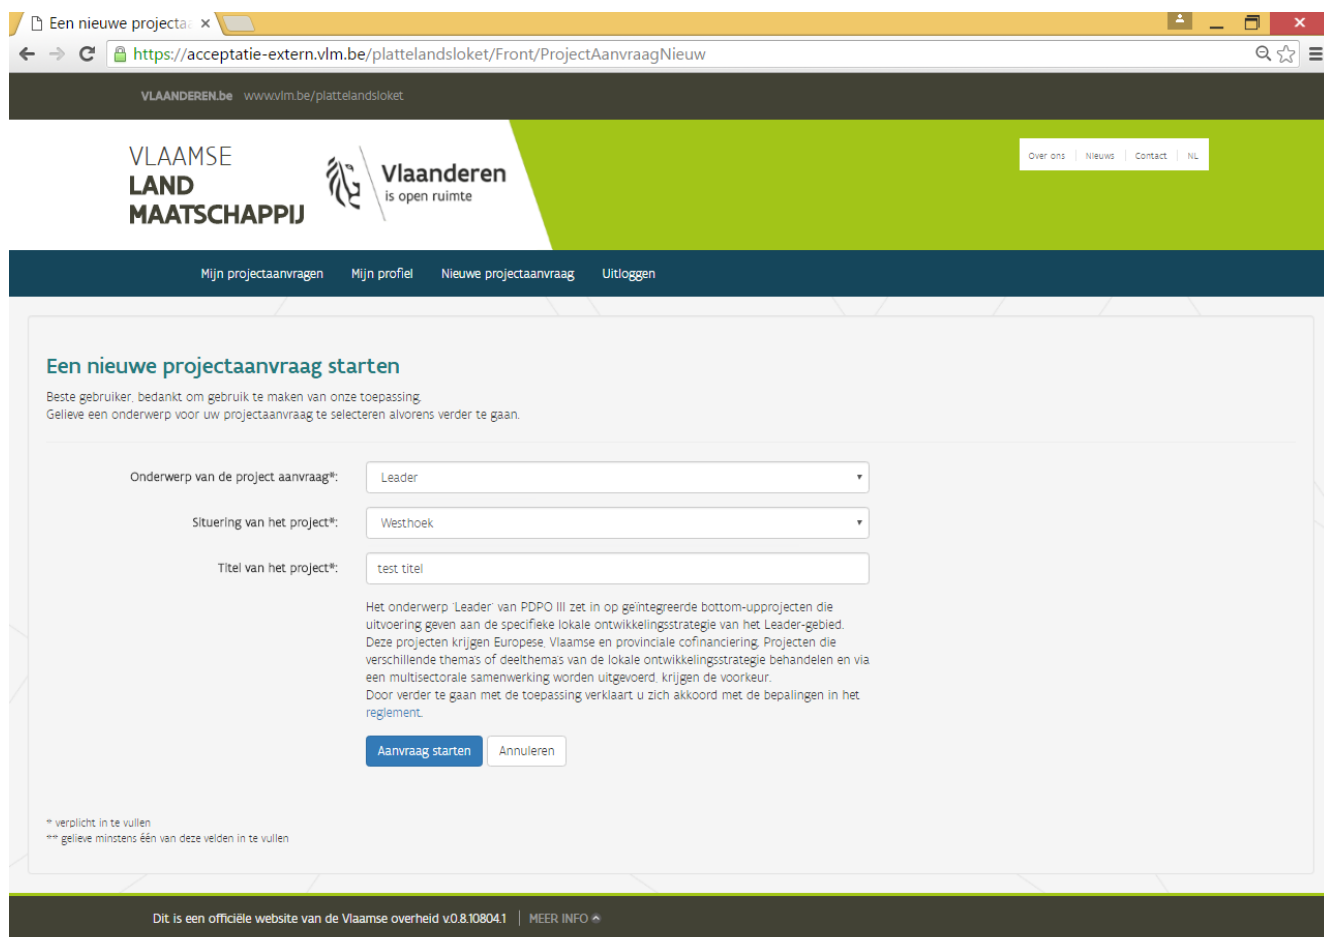 Een nieuwe projectaa
https://acceptatie-extern.vlm.be/plattelandsloket/Front/ProjectAanvraagNieuw
VLAANDEREN.be www.vlm.be/plattelandsloket
VLAAMSE
LAND
MAATSCHAPPIJ
Vlaanderen
is open ruimte
Over ons | Nieuws | Contact | NL
Mijn projectaanvragen Mijn profiel Nieuwe projectaanvraag Uitloggen
Een nieuwe projectaanvraag starten
Beste gebruiker, bedankt om gebruik te maken van onze toepassing.
Gelieve een onderwerp voor uw projectaanvraag te selecteren alvorens verder te gaan.
Onderwerp van de project aanvraag*: Leader
Situering van het project*: Westhoek
Titel van het project*: test titel
Het onderwerp 'Leader' van PDPO III zet in op geïntegreerde bottom-upprojecten die
uitvoering geven aan de specifieke lokale ontwikkelingsstrategie van het Leader-gebied.
Deze projecten krijgen Europese, Vlaamse en provinciale cofinanciering. Projecten die
verschillende thema's of deelthema's van de lokale ontwikkelingsstrategie behandelen en via
een multisectorale samenwerking worden uitgevoerd, krijgen de voorkeur.
Door verder te gaan met de toepassing verklaart u zich akkoord met de bepalingen in het
reglement.
Aanvraag starten Annuleren
* verplicht in te vullen
** gelieve minstens één van deze velden in te vullen
Dit is een officiële website van de Vlaamse overheid v.0.8.10804.1 | MEER INFO